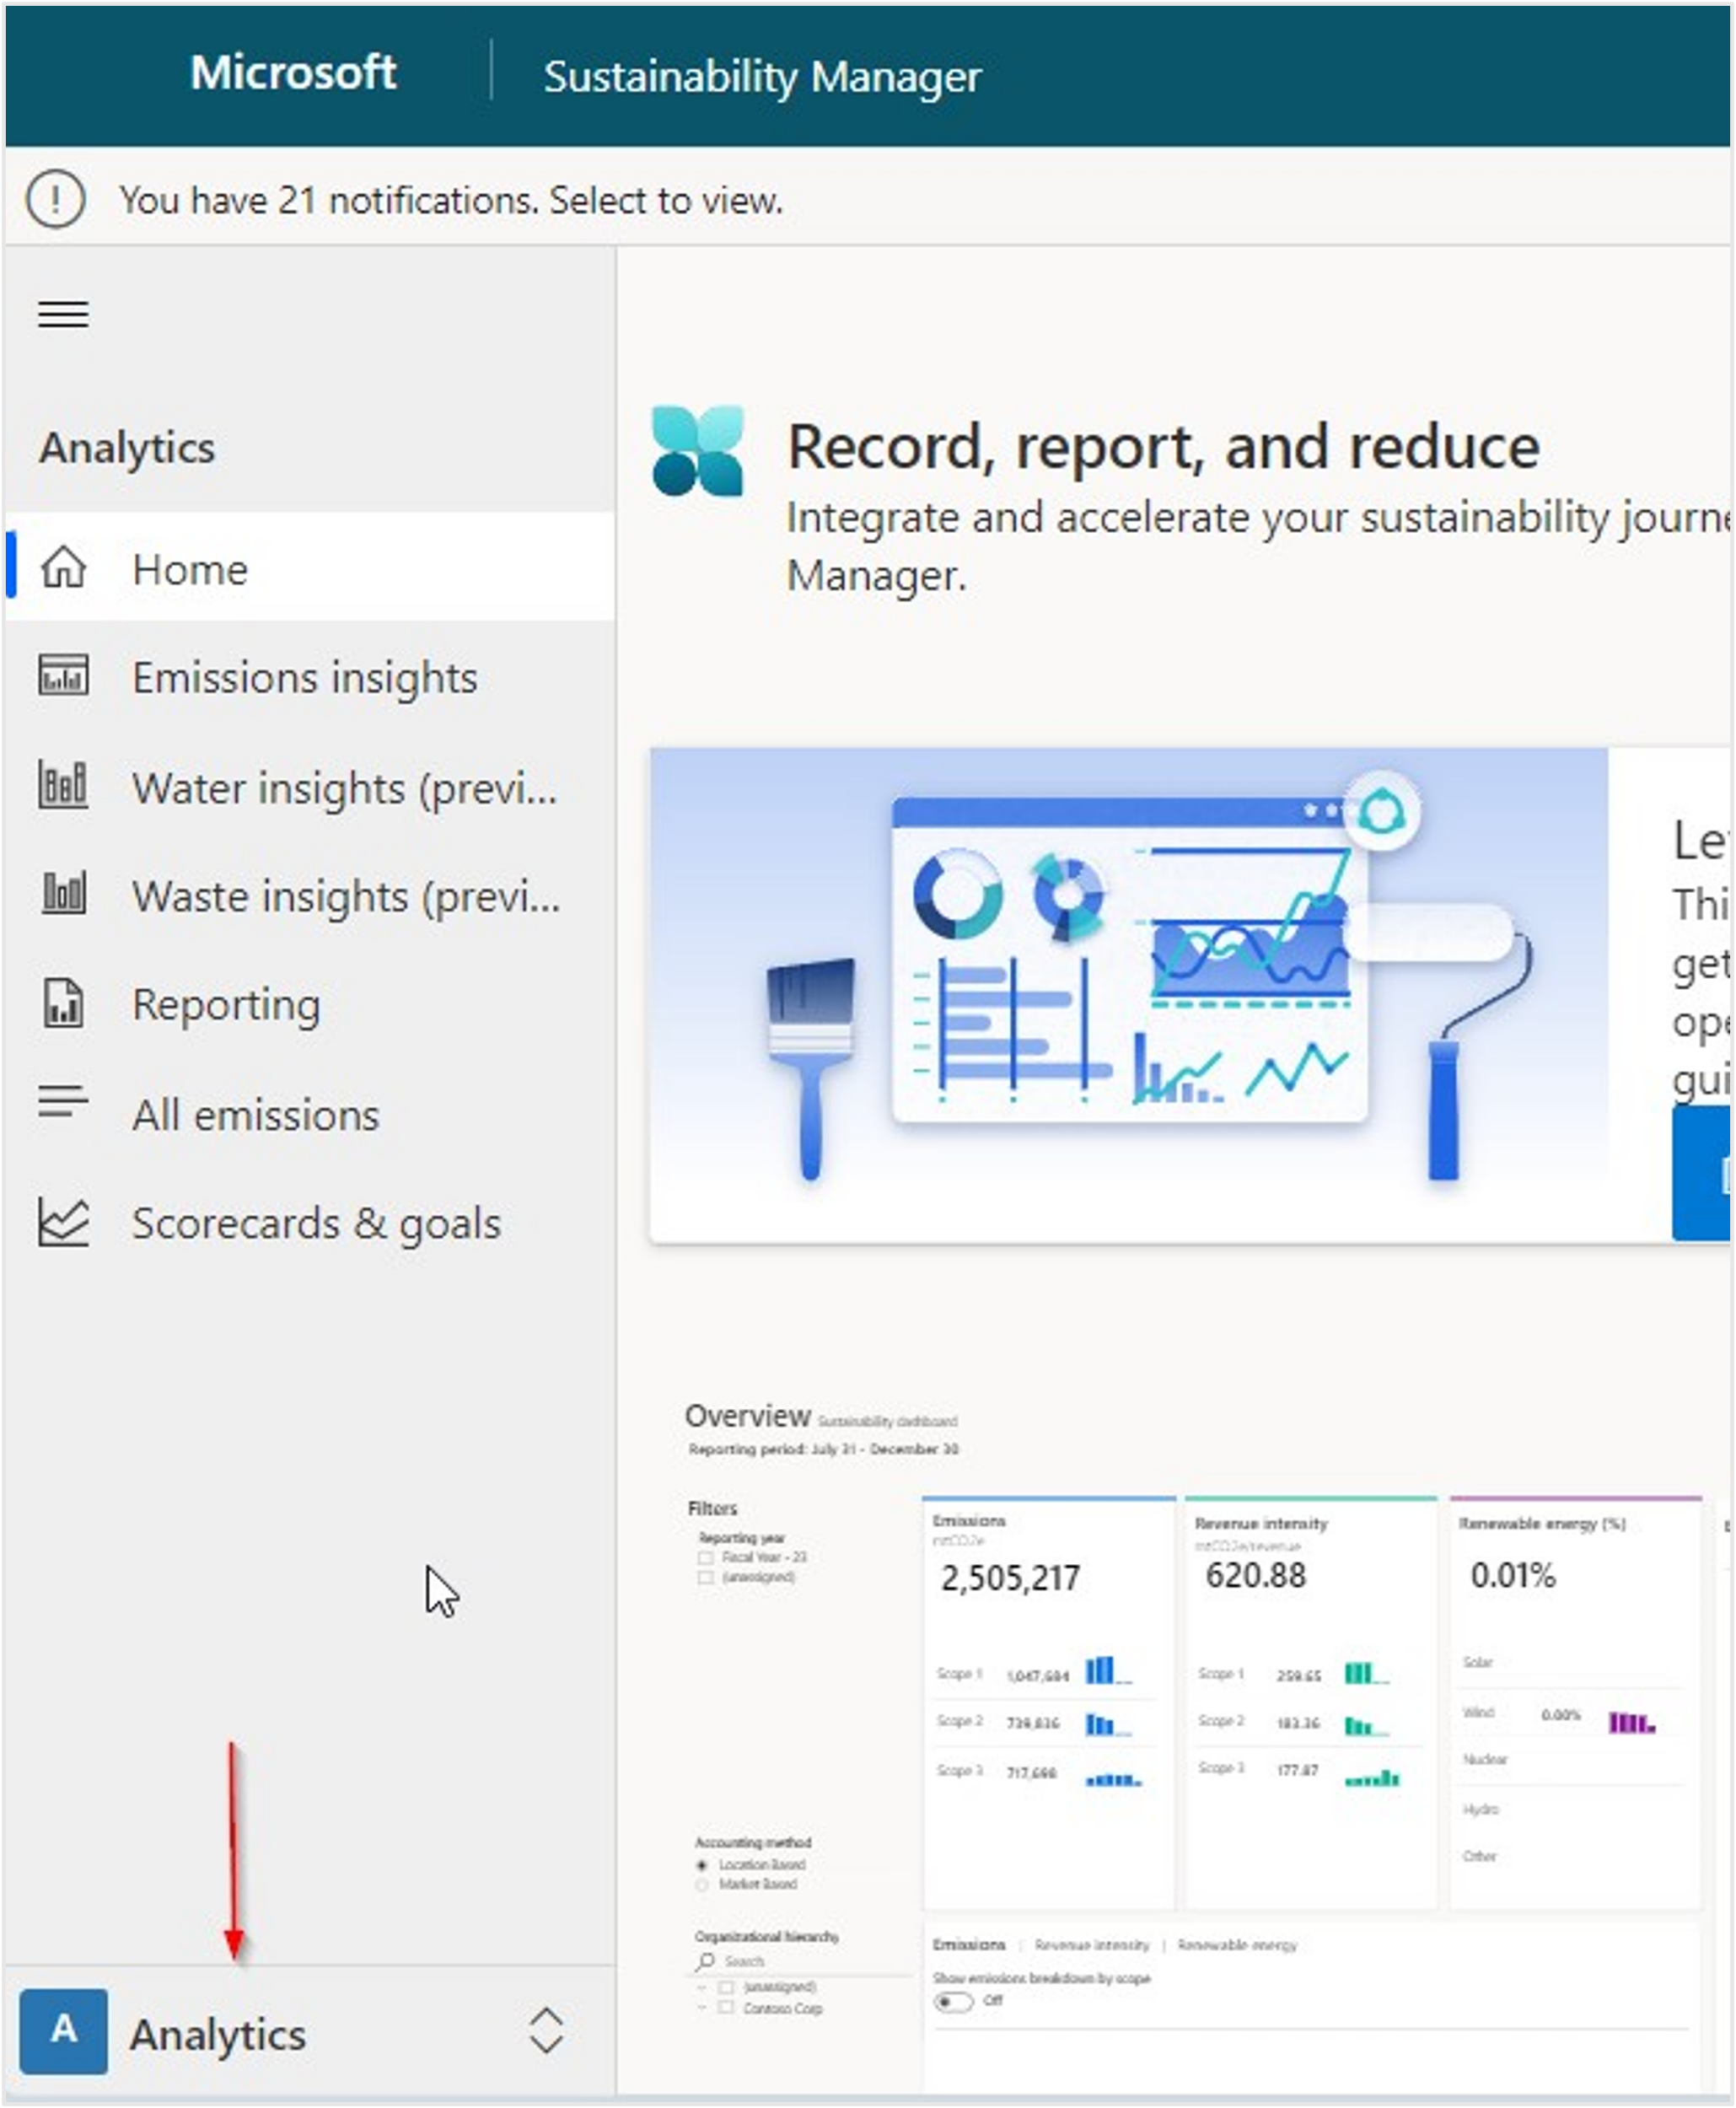 Microsoft
Sustainability Manager
You have 21 notifications. Select to view.
Analytics
Home
Emissions insights
Water insights (previ...
Waste insights (previ...
Reporting
All emissions
Scorecards & goals
A
Analytics
Record, report, and reduce
Integrate and accelerate your sustainability journe
Manager.
Le
Thi
get
ope
gui
Overview Sustainability dashboard
Reporting period: July 31 - December 30
Filters
Reporting year
Fiscal Year - 23
(unassigned)
Accounting method
Location Based
Market Based
Organizational hierarchy
Search
(unassigned)
Contoso Corp
Emissions
mtCO2e
2,505,217
Scope 1 1,047,684
Scope 2 739,836
Scope 3 717,698
Revenue intensity
mtCO2e/revenue
620.88
Scope 1 259.65
Scope 2 183.36
Scope 3 177.87
Renewable energy (%)
0.01%
Solar
Wind 0.00%
Nuclear
Hydro
Other
Emissions | Revenue intensity | Renewable energy
Show emissions breakdown by scope
Off